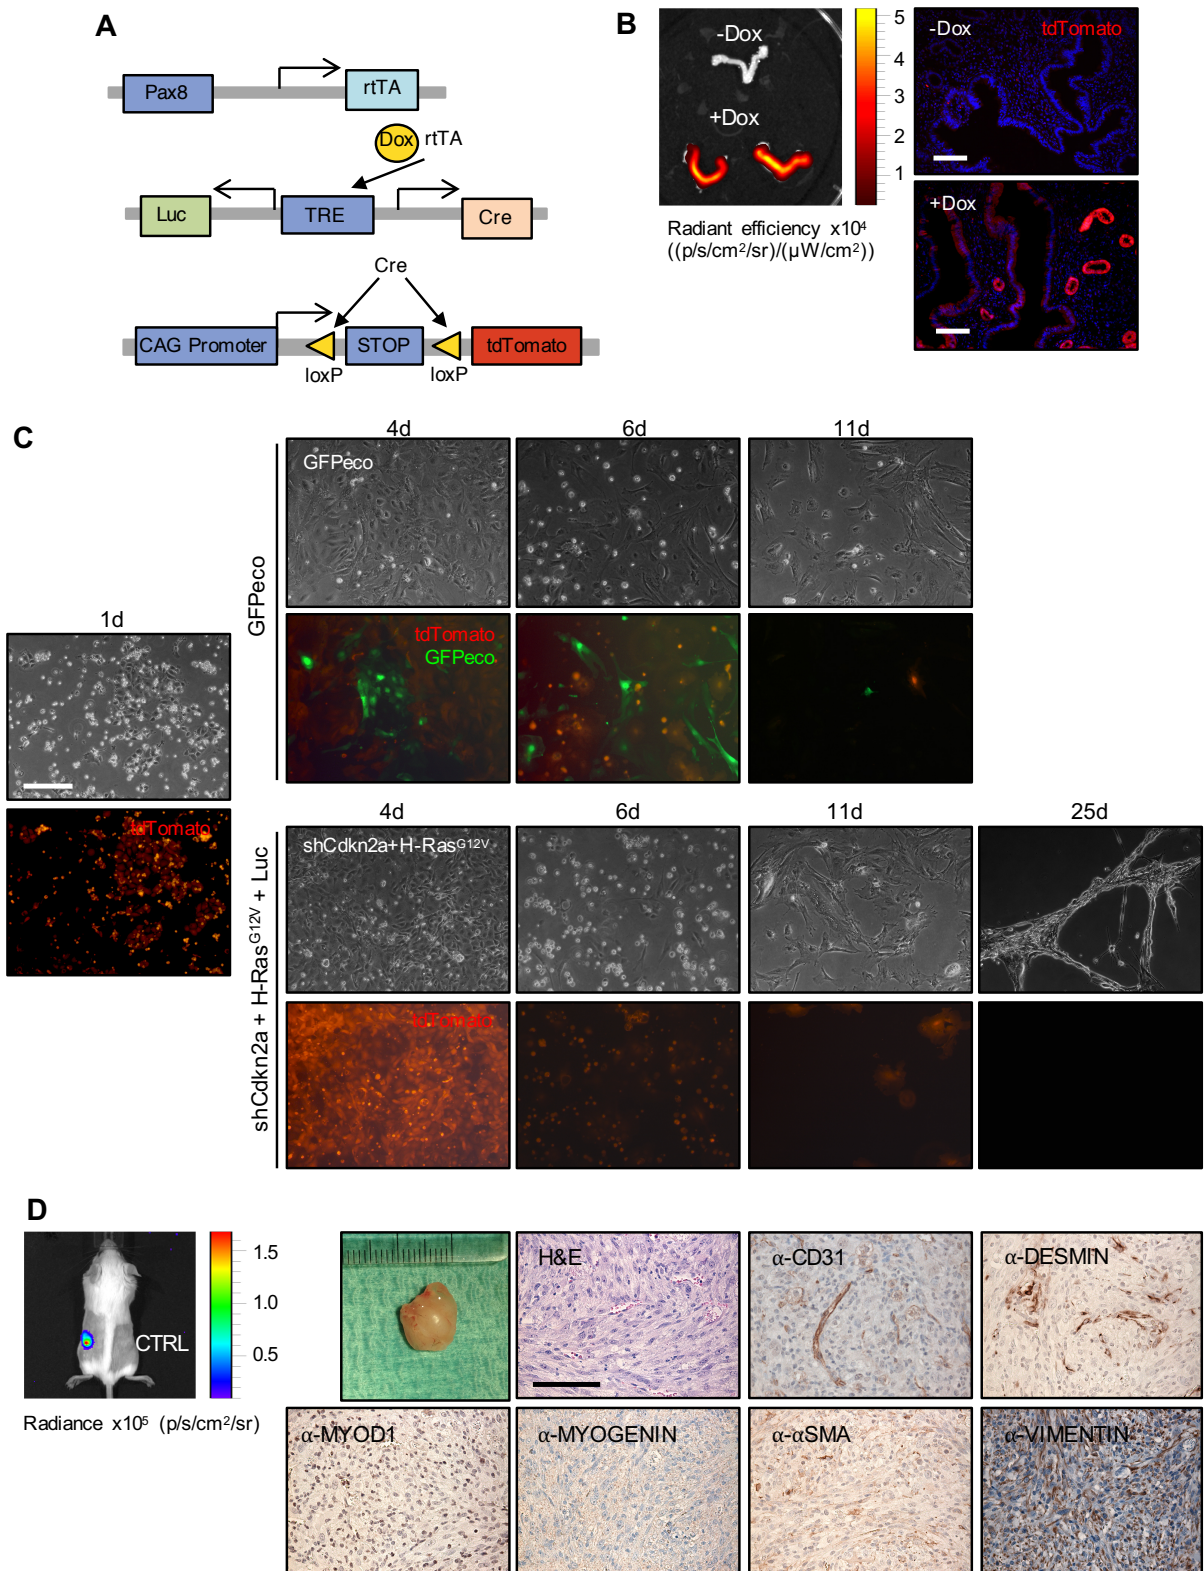 A
Pax8
rtTA
Dox
rtTA
Luc
TRE
Cre
Cre
CAG Promoter
STOP
tdTomato
loxP
loxP
B
-Dox
+Dox
5
4
3
2
1
Radiant efficiency x10⁴
((p/s/cm²/sr)/(µW/cm²))
-Dox
tdTomato
+Dox
C
1d
tdTomato
GFPeco
4d
6d
11d
GFPeco
tdTomato
GFPeco
shCdkn2a + H-Rasᴳ¹²ⱽ + Luc
4d
6d
11d
25d
shCdkn2a+H-Rasᴳ¹²ⱽ
tdTomato
D
CTRL
1.5
1.0
0.5
Radiance x10⁵ (p/s/cm²/sr)
H&E
α-CD31
α-DESMIN
α-MYOD1
α-MYOGENIN
α-αSMA
α-VIMENTIN